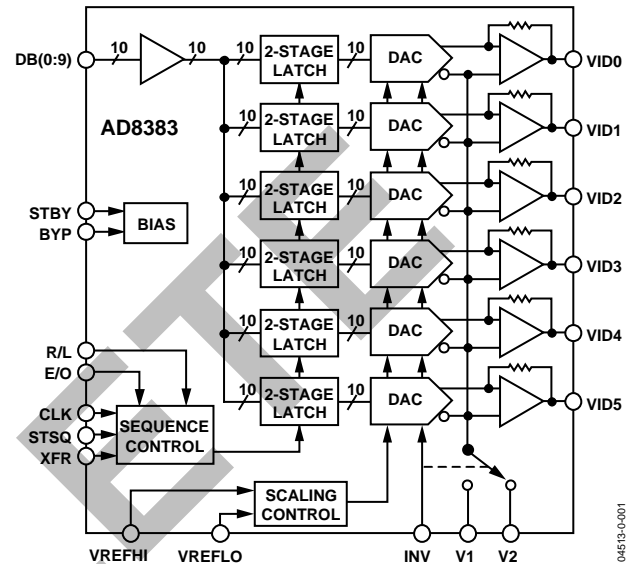 DB(0:9) 10 10 10 2-STAGE LATCH 10 DAC VID0
AD8383
10 2-STAGE LATCH 10 DAC VID1
10 2-STAGE LATCH 10 DAC VID2
STBY
BYP
BIAS
10 2-STAGE LATCH 10 DAC VID3
10 2-STAGE LATCH 10 DAC VID4
R/L
E/O
10 2-STAGE LATCH 10 DAC VID5
CLK
STSQ
XFR
SEQUENCE
CONTROL
SCALING
CONTROL
VREFHI VREFLO INV V1 V2
04513-0-001
ETE